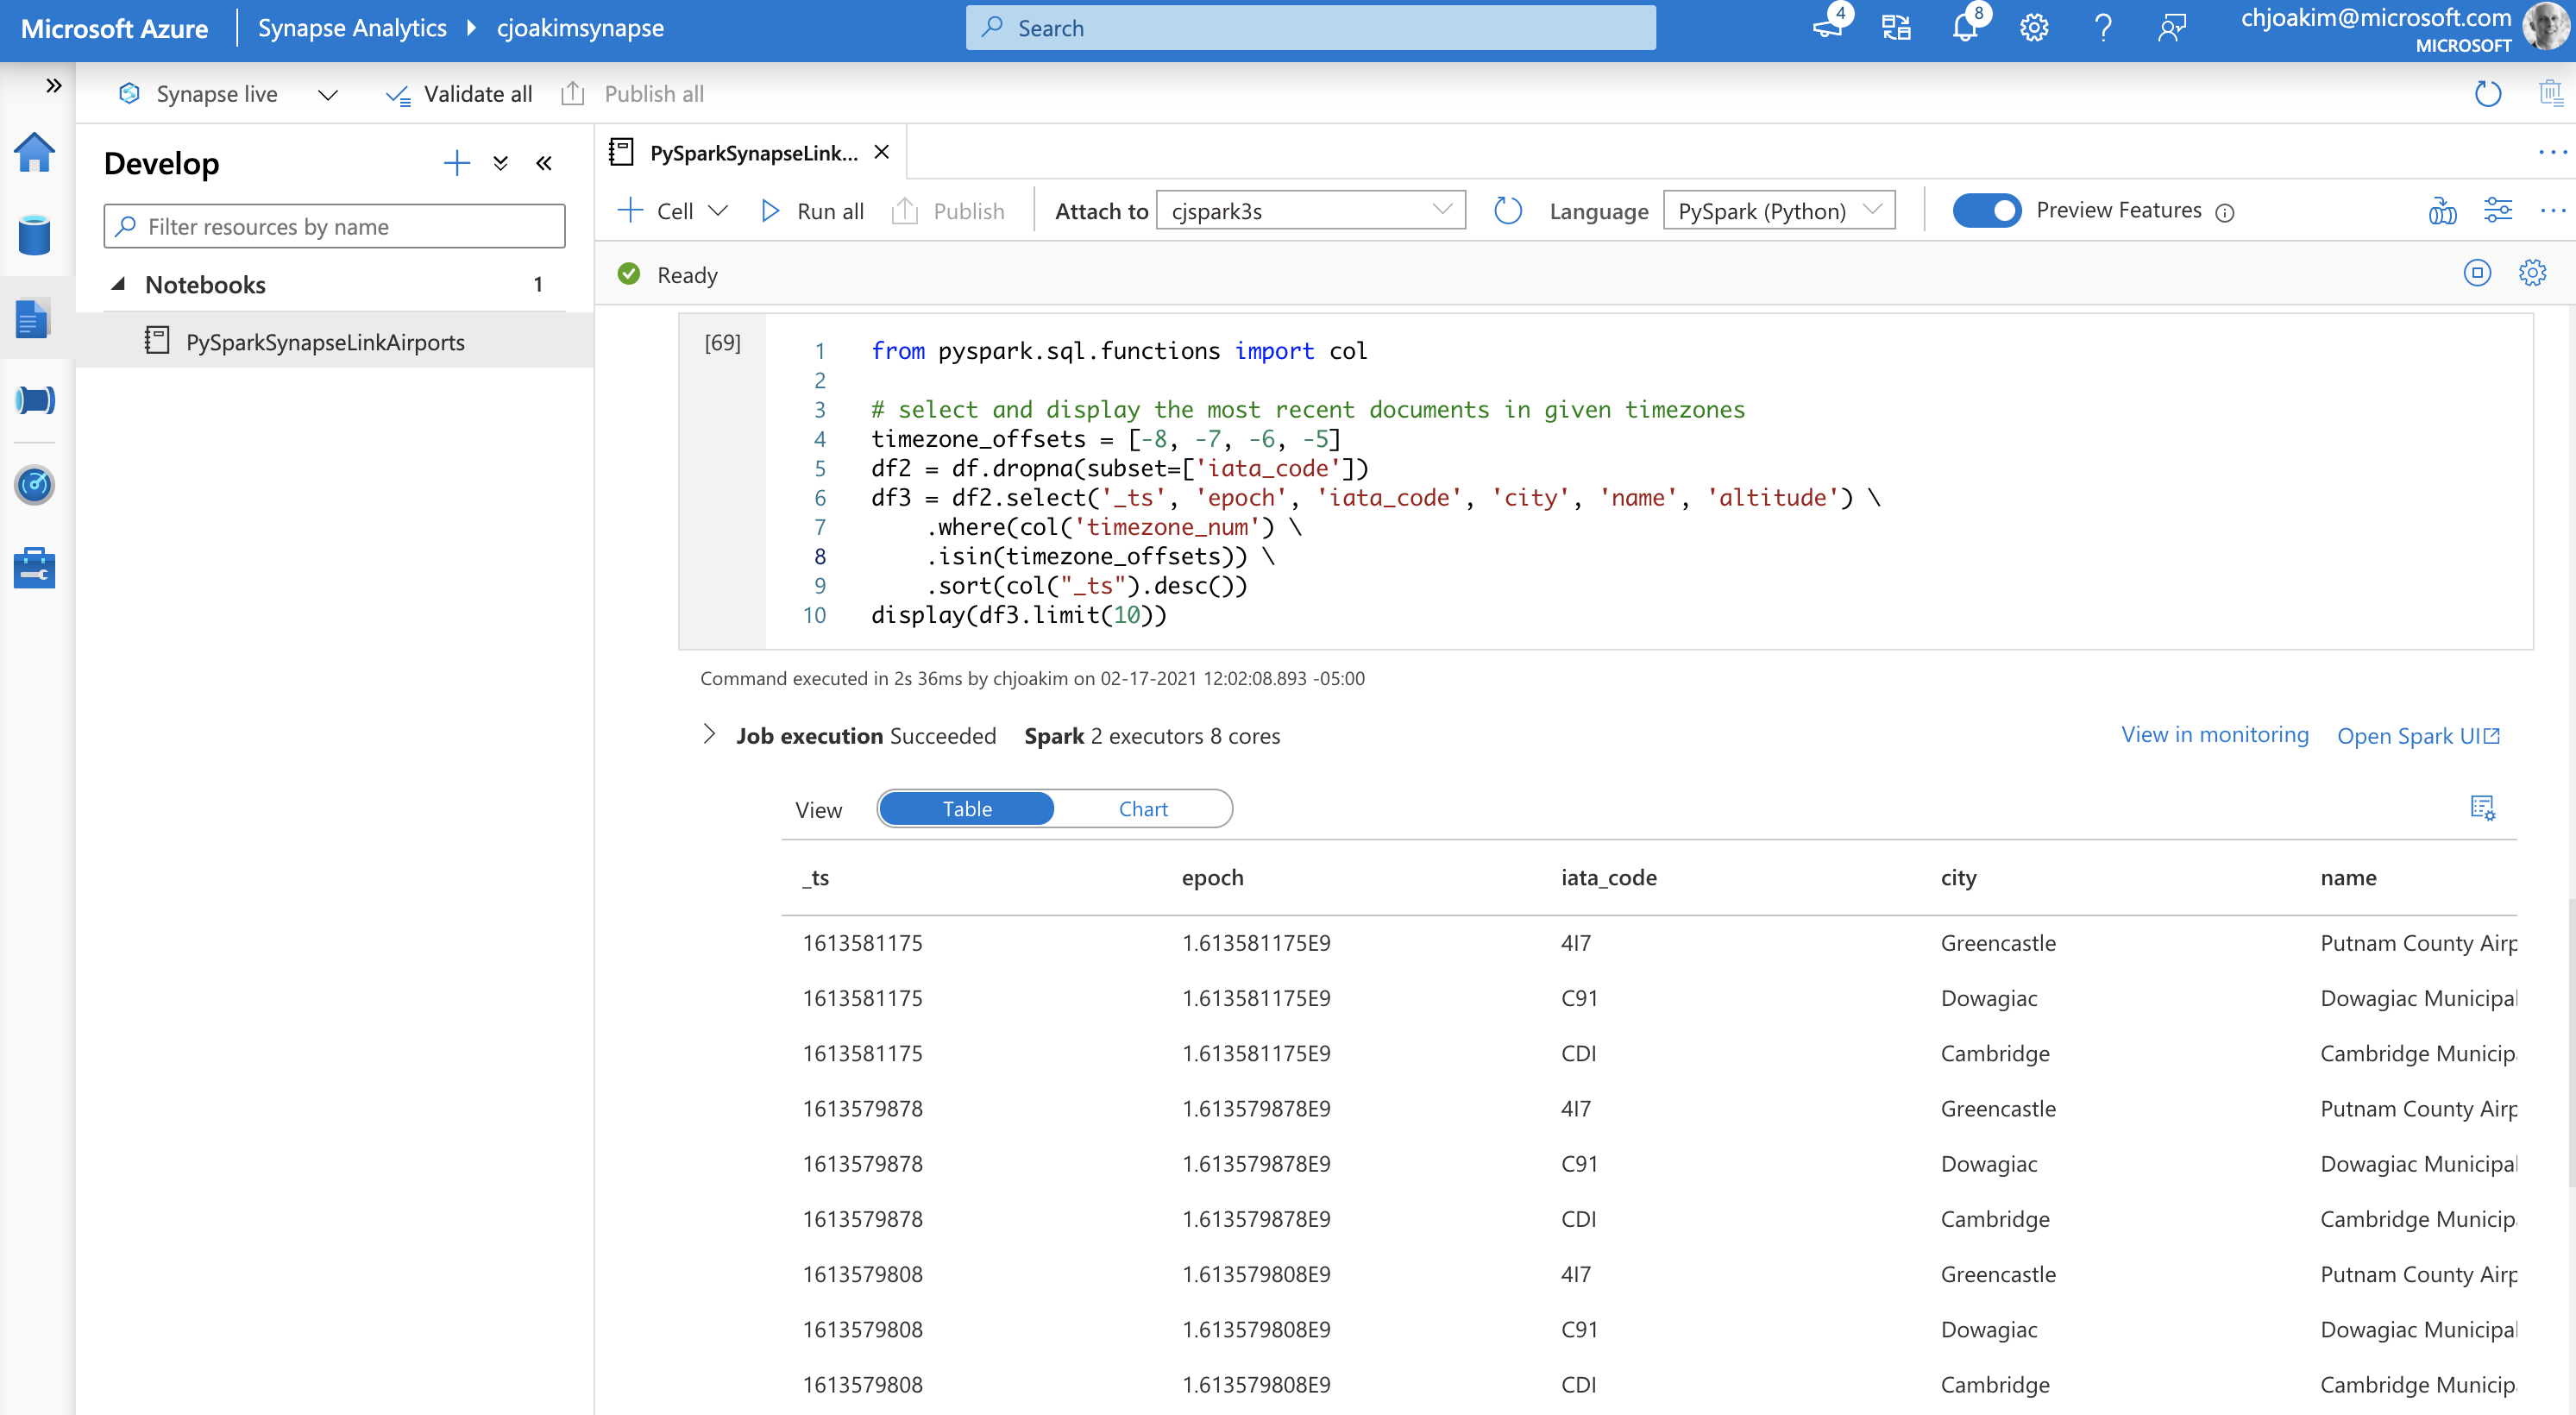 Microsoft Azure
Synapse Analytics
cjoakimsynapse
Search
4
8
chjoakim@microsoft.com
MICROSOFT
Synapse live
Validate all
Publish all
Develop
Filter resources by name
Notebooks 1
PySparkSynapseLinkAirports
PySparkSynapseLink...
Cell
Run all
Publish
Attach to
cjspark3s
Language
PySpark (Python)
Preview Features
Ready
[69]
1 from pyspark.sql.functions import col
2
3 # select and display the most recent documents in given timezones
4 timezone_offsets = [-8, -7, -6, -5]
5 df2 = df.dropna(subset=['iata_code'])
6 df3 = df2.select('_ts', 'epoch', 'iata_code', 'city', 'name', 'altitude') \
7 .where(col('timezone_num') \
8 .isin(timezone_offsets)) \
9 .sort(col("_ts").desc())
10 display(df3.limit(10))
Command executed in 2s 36ms by chjoakim on 02-17-2021 12:02:08.893 -05:00
Job execution Succeeded Spark 2 executors 8 cores
View in monitoring
Open Spark UI
View
Table
Chart
_ts epoch iata_code city name
1613581175 1.613581175E9 4I7 Greencastle Putnam County Airp
1613581175 1.613581175E9 C91 Dowagiac Dowagiac Municipal
1613581175 1.613581175E9 CDI Cambridge Cambridge Municip
1613579878 1.613579878E9 4I7 Greencastle Putnam County Airp
1613579878 1.613579878E9 C91 Dowagiac Dowagiac Municipal
1613579878 1.613579878E9 CDI Cambridge Cambridge Municip
1613579808 1.613579808E9 4I7 Greencastle Putnam County Airp
1613579808 1.613579808E9 C91 Dowagiac Dowagiac Municipal
1613579808 1.613579808E9 CDI Cambridge Cambridge Municip